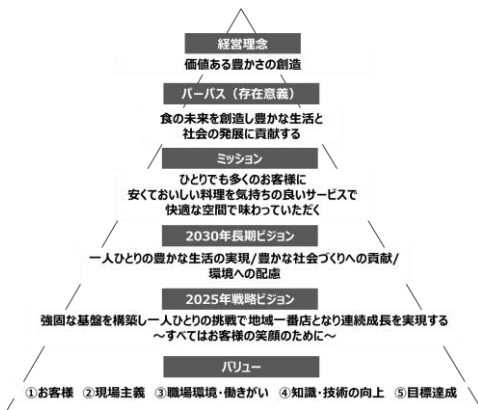 経営理念
価値ある豊かさの創造
パーパス（存在意義）
食の未来を創造し豊かな生活と
社会の発展に貢献する
ミッション
ひとりでも多くのお客様に
安くておいしい料理を気持ちの良いサービスで
快適な空間で味わっていただく
2030年長期ビジョン
一人ひとりの豊かな生活の実現/豊かな社会づくりへの貢献/
環境への配慮
2025年戦略ビジョン
強固な基盤を構築し一人ひとりの挑戦で地域一番店となり連続成長を実現する
～すべてはお客様の笑顔のために～
バリュー
①お客様 ②現場主義 ③職場環境・働きがい ④知識・技術の向上 ⑤目標達成